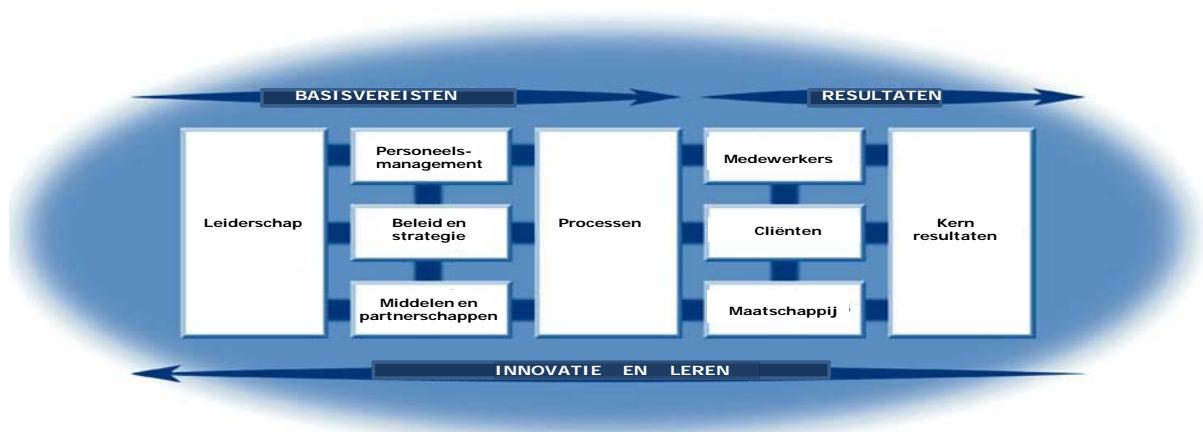 BASISVEREISTEN
RESULTATEN
Leiderschap
Personeels-
management
Beleid en
strategie
Middelen en
partnerschappen
Processen
Medewerkers
Cliënten
Maatschappij
Kern
resultaten
INNOVATIE EN LEREN